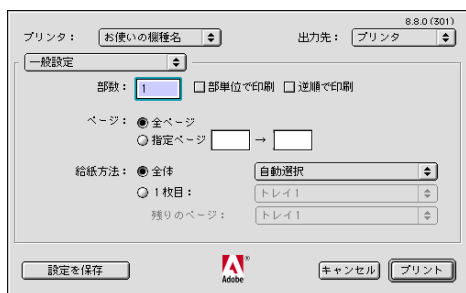 8.8.0 (301)
プリンタ： お使いの機種名 出力先： プリンタ
一般設定
部数： 1 部単位で印刷 逆順で印刷
ページ： 全ページ
指定ページ →
給紙方法： 全体 自動選択
1枚目： トレイ1
残りのページ： トレイ1
設定を保存 Adobe キャンセル プリント